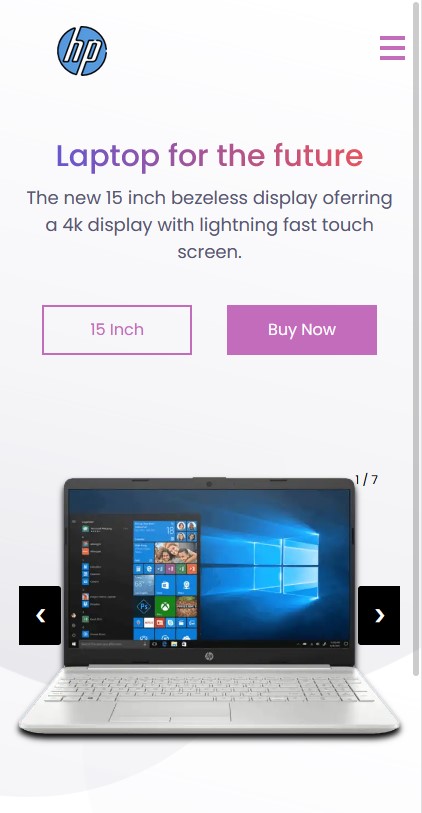 hp
Laptop for the future
The new 15 inch bezeless display oferring
a 4k display with lightning fast touch
screen.
15 Inch
Buy Now
1 / 7
❮
❯
hp